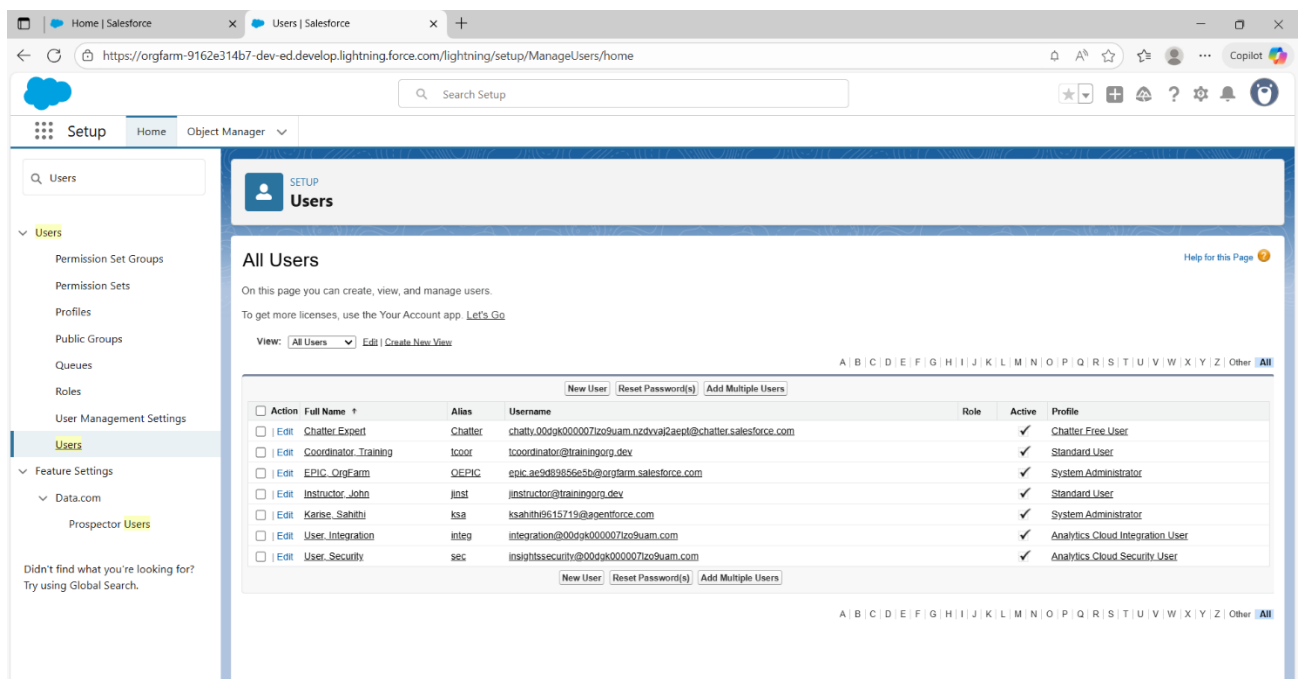 Home | Salesforce
Users | Salesforce
https://orgfarm-9162e314b7-dev-ed.develop.lightning.force.com/lightning/setup/ManageUsers/home
Copilot
Search Setup
Setup Home Object Manager
Users
SETUP
Users
Users
Permission Set Groups
Permission Sets
Profiles
Public Groups
Queues
Roles
User Management Settings
Users
Feature Settings
Data.com
Prospector Users
Didn't find what you're looking for?
Try using Global Search.
All Users
Help for this Page
On this page you can create, view, and manage users.
To get more licenses, use the Your Account app. Let's Go
View: All Users Edit | Create New View
A | B | C | D | E | F | G | H | I | J | K | L | M | N | O | P | Q | R | S | T | U | V | W | X | Y | Z | Other All
New User Reset Password(s) Add Multiple Users
Action Full Name ↑ Alias Username Role Active Profile
| Edit Chatter Expert Chatter chatty.00dgk000007lzo9uam.nzdvvaj2aept@chatter.salesforce.com Chatter Free User
| Edit Coordinator, Training tcoor tcoordinator@trainingorg.dev Standard User
| Edit EPIC, OrgFarm OEPIC epic.ae9d89856e5b@orgfarm.salesforce.com System Administrator
| Edit Instructor, John jinst jinstructor@trainingorg.dev Standard User
| Edit Karise, Sahithi ksa ksahithi9615719@agentforce.com System Administrator
| Edit User, Integration integ integration@00dgk000007lzo9uam.com Analytics Cloud Integration User
| Edit User, Security sec insightssecurity@00dgk000007lzo9uam.com Analytics Cloud Security User
New User Reset Password(s) Add Multiple Users
A | B | C | D | E | F | G | H | I | J | K | L | M | N | O | P | Q | R | S | T | U | V | W | X | Y | Z | Other All